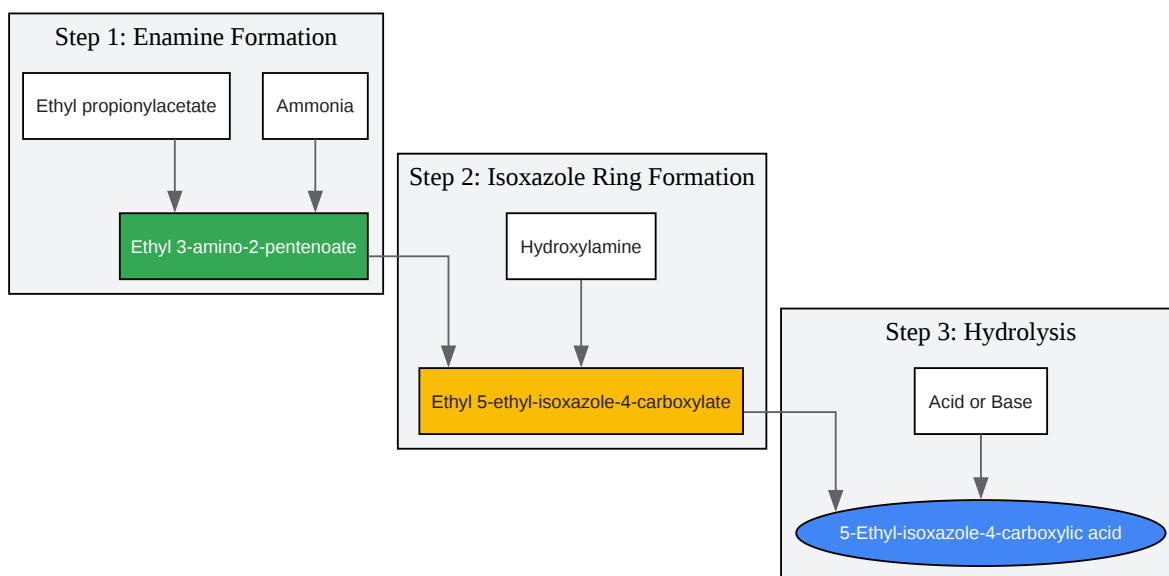 Step 1: Enamine Formation
Ethyl propionylacetate
Ammonia
Ethyl 3-amino-2-pentenoate
Step 2: Isoxazole Ring Formation
Hydroxylamine
Ethyl 5-ethyl-isoxazole-4-carboxylate
Step 3: Hydrolysis
Acid or Base
5-Ethyl-isoxazole-4-carboxylic acid